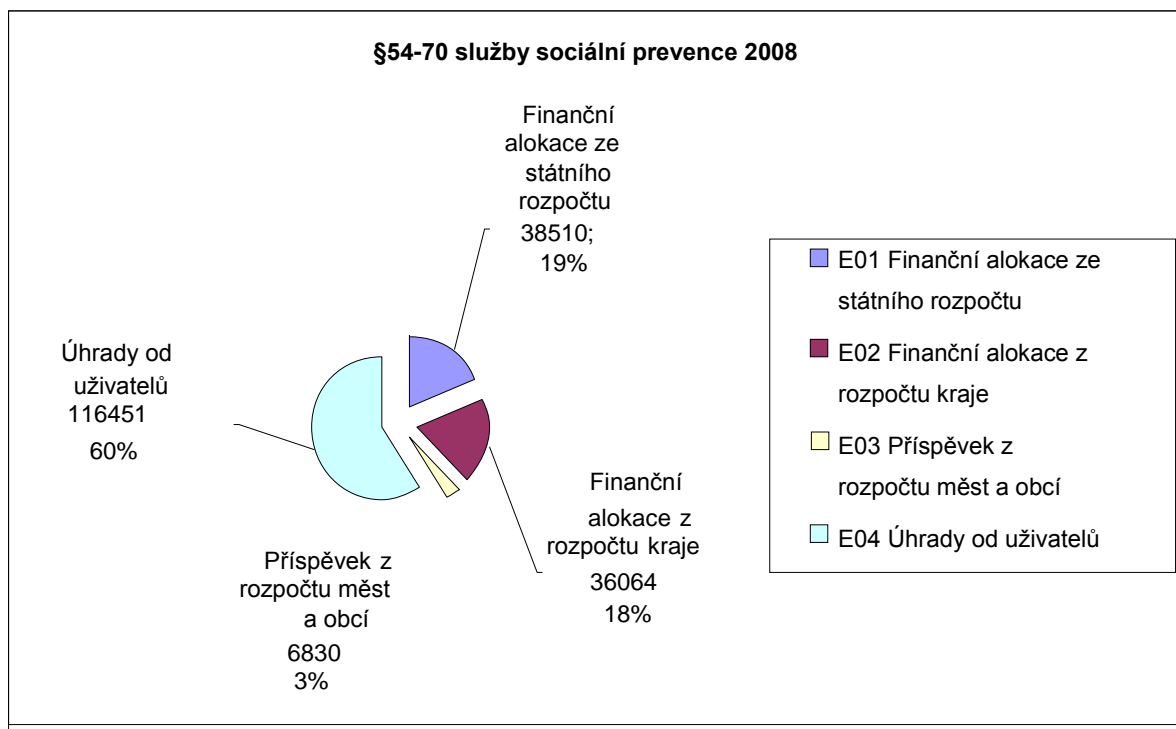 §54-70 služby sociální prevence 2008
Finanční
alokace ze
státního
rozpočtu
38510;
19%
Úhrady od
uživatelů
116451
60%
Příspěvek z
rozpočtu měst
a obcí
6830
3%
Finanční
alokace z
rozpočtu kraje
36064
18%
E01 Finanční alokace ze
státního rozpočtu
E02 Finanční alokace z
rozpočtu kraje
E03 Příspěvek z
rozpočtu měst a obcí
E04 Úhrady od uživatelů